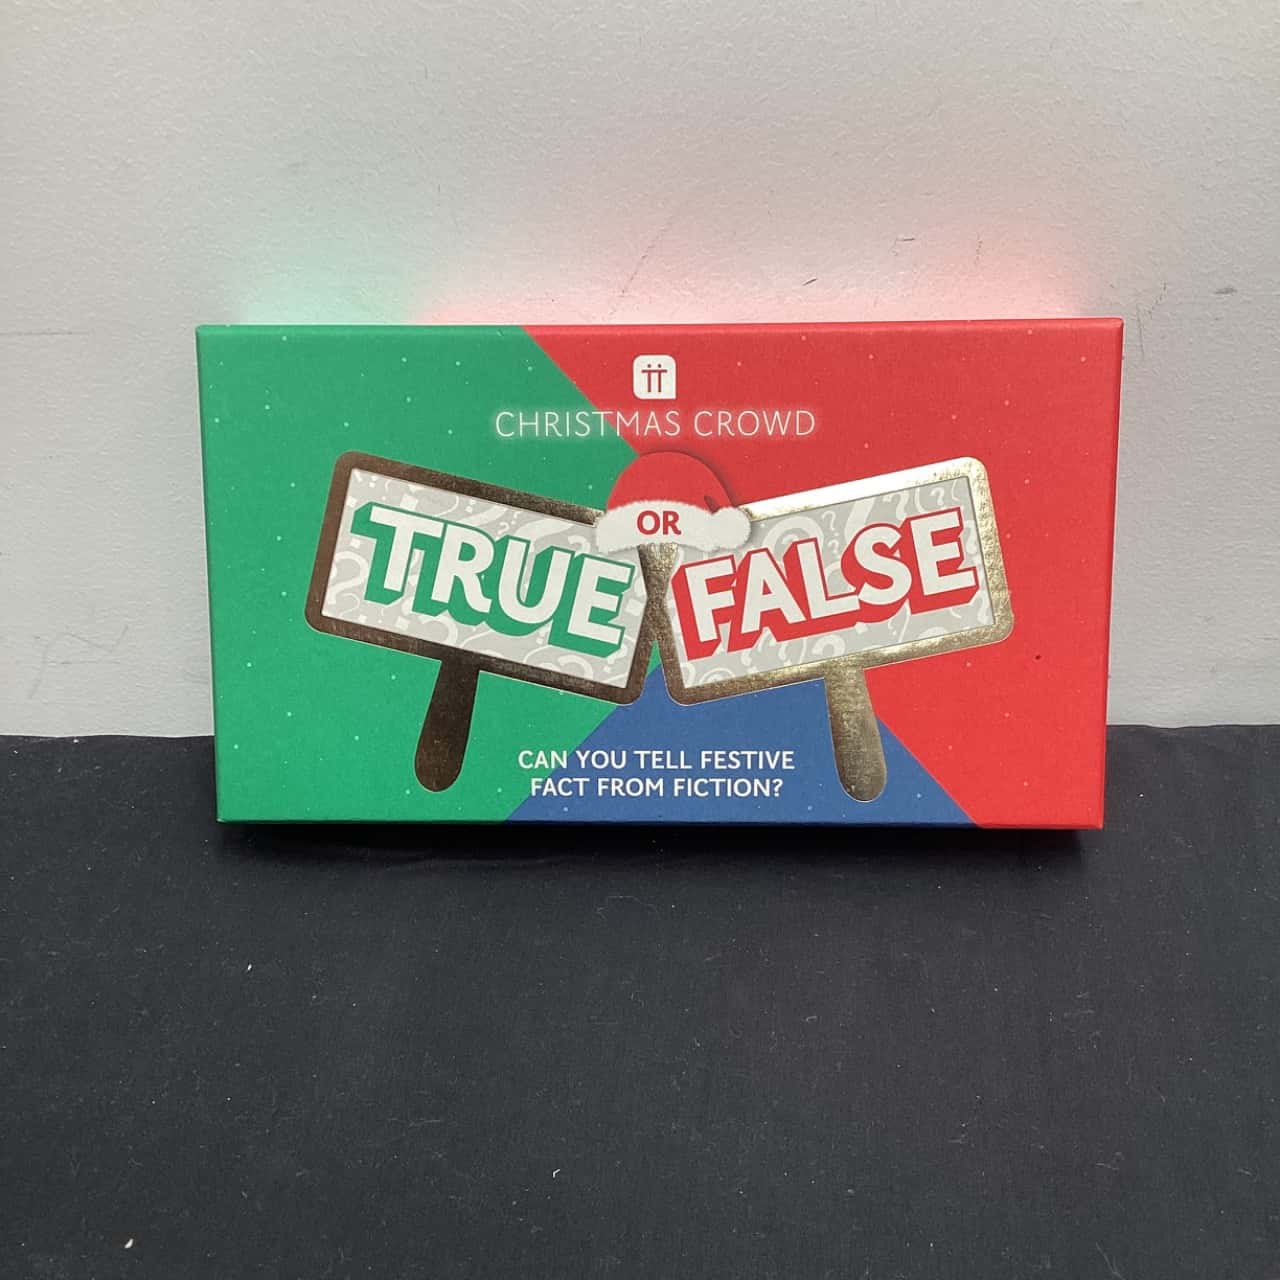 CHRISTMAS CROWD
TRUE
OR
FALSE
CAN YOU TELL FESTIVE
FACT FROM FICTION?